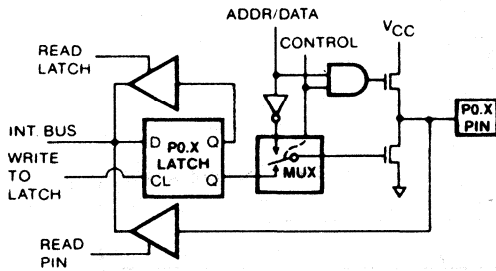 ADDR/DATA
CONTROL
VCC
READ
LATCH
INT. BUS
WRITE
TO
LATCH
D
P0.X
LATCH
Q
CL
Q
MUX
P0.X
PIN
READ
PIN